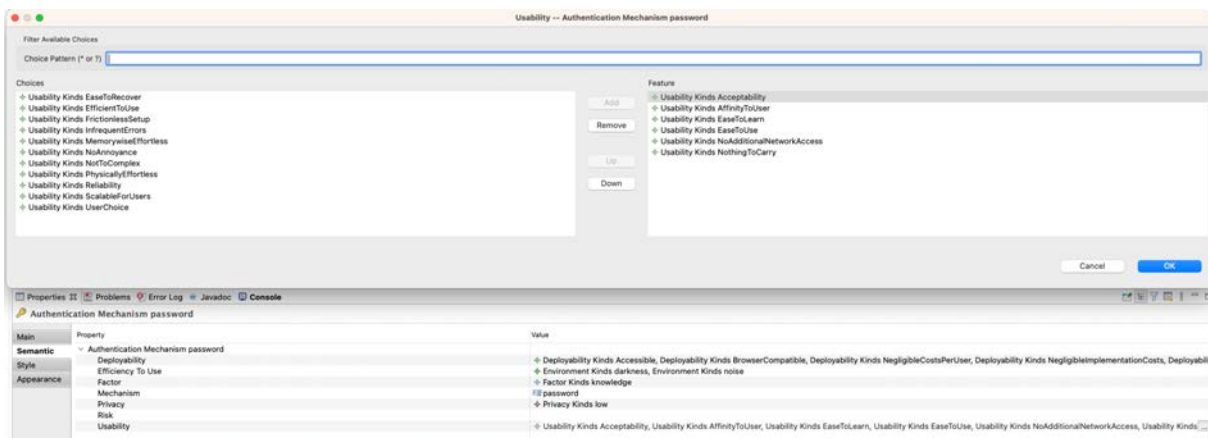 Usability -- Authentication Mechanism password
Filter Available Choices
Choice Pattern (* or ?)
Choices
Usability Kinds EaseToRecover
Usability Kinds EfficientToUse
Usability Kinds FrictionlessSetup
Usability Kinds InfrequentErrors
Usability Kinds MemorywiseEffortless
Usability Kinds NoAnnoyance
Usability Kinds NotToComplex
Usability Kinds PhysicallyEffortless
Usability Kinds Reliability
Usability Kinds ScalableForUsers
Usability Kinds UserChoice
Add
Remove
Up
Down
Feature
Usability Kinds Acceptability
Usability Kinds AffinityToUser
Usability Kinds EaseToLearn
Usability Kinds EaseToUse
Usability Kinds NoAdditionalNetworkAccess
Usability Kinds NothingToCarry
Cancel OK
Properties Problems Error Log Javadoc Console
Authentication Mechanism password
Main
Semantic
Style
Appearance
Property Value
Authentication Mechanism password
Deployability Deployability Kinds Accessible, Deployability Kinds BrowserCompatible, Deployability Kinds NegligibleCostsPerUser, Deployability Kinds NegligibleImplementationCosts, Deployabili
Efficiency To Use Environment Kinds darkness, Environment Kinds noise
Factor Factor Kinds knowledge
Mechanism password
Privacy Privacy Kinds low
Risk
Usability Usability Kinds Acceptability, Usability Kinds AffinityToUser, Usability Kinds EaseToLearn, Usability Kinds EaseToUse, Usability Kinds NoAdditionalNetworkAccess, Usability Kinds ...